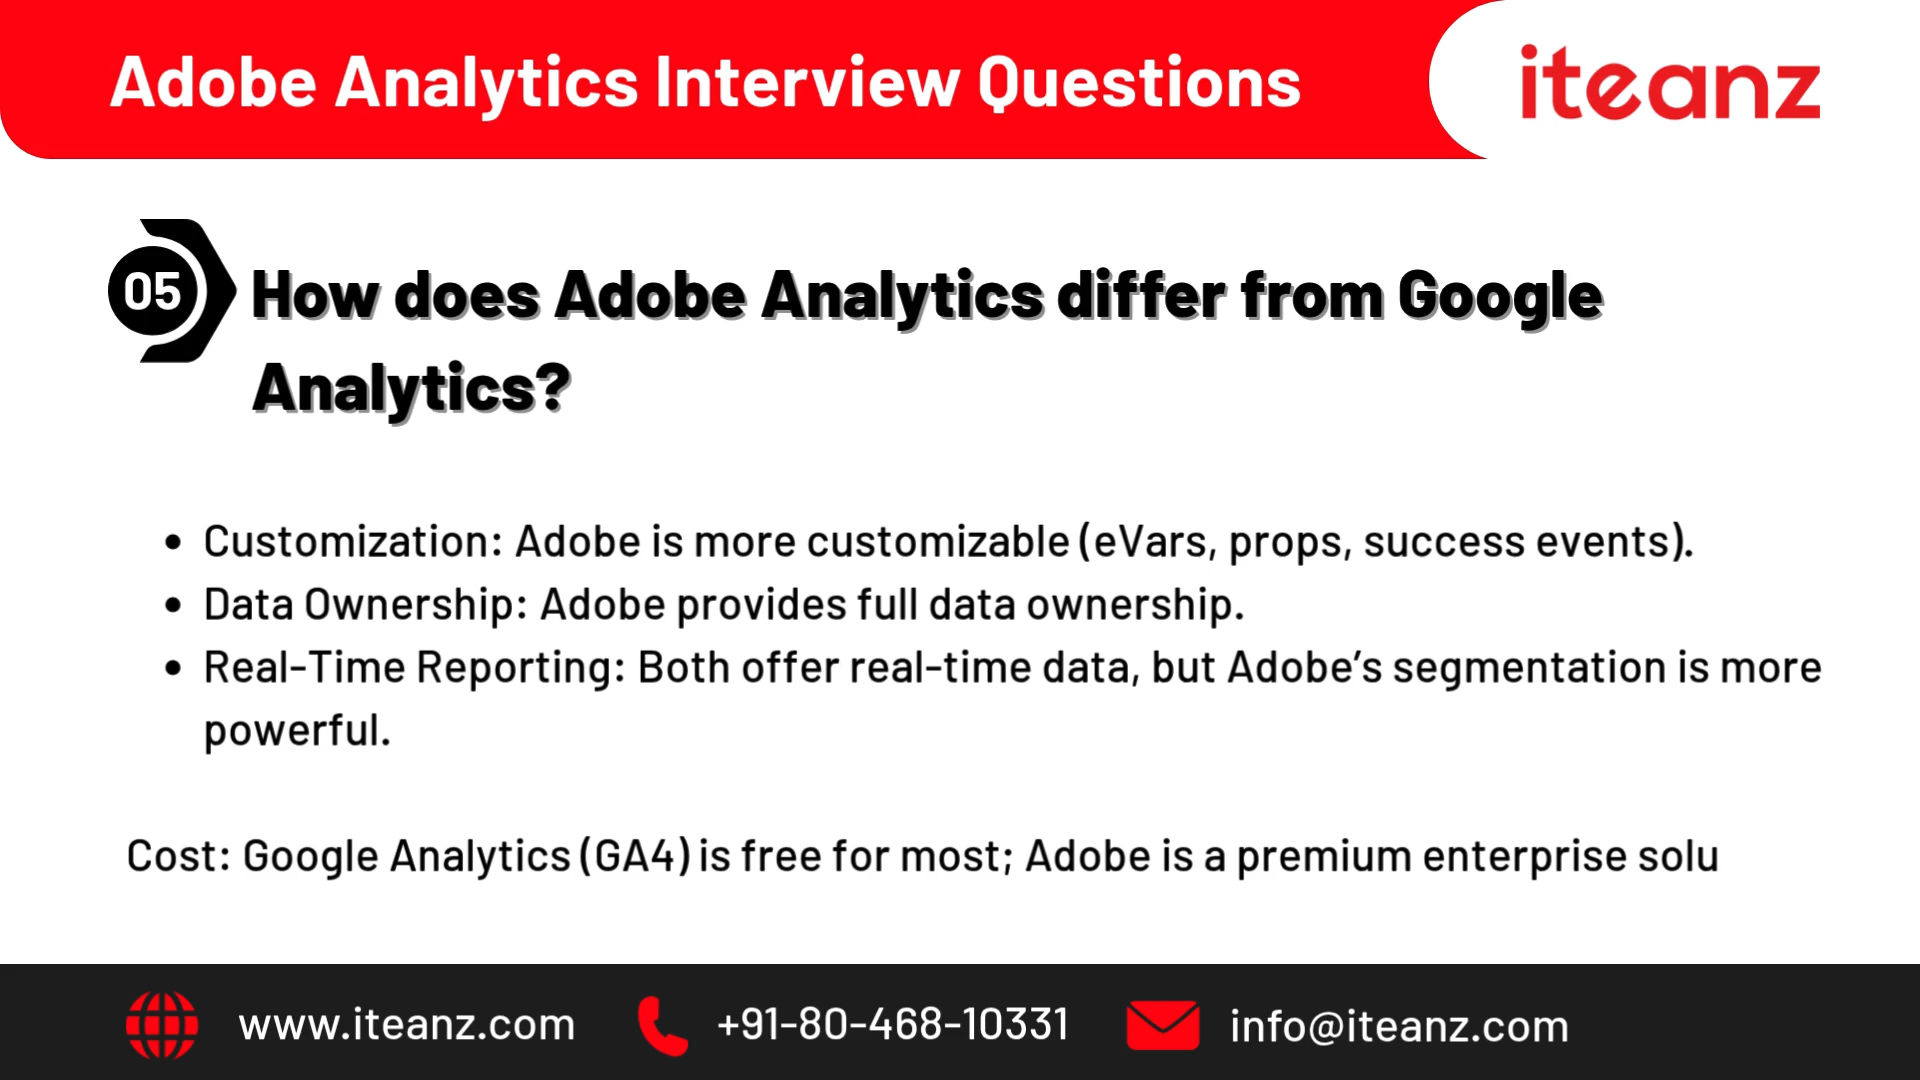 Adobe Analytics Interview Questions
iteanz
05
How does Adobe Analytics differ from Google
Analytics?
• Customization: Adobe is more customizable (eVars, props, success events).
• Data Ownership: Adobe provides full data ownership.
• Real-Time Reporting: Both offer real-time data, but Adobe’s segmentation is more
powerful.
Cost: Google Analytics (GA4) is free for most; Adobe is a premium enterprise solu
www.iteanz.com
+91-80-468-10331
info@iteanz.com